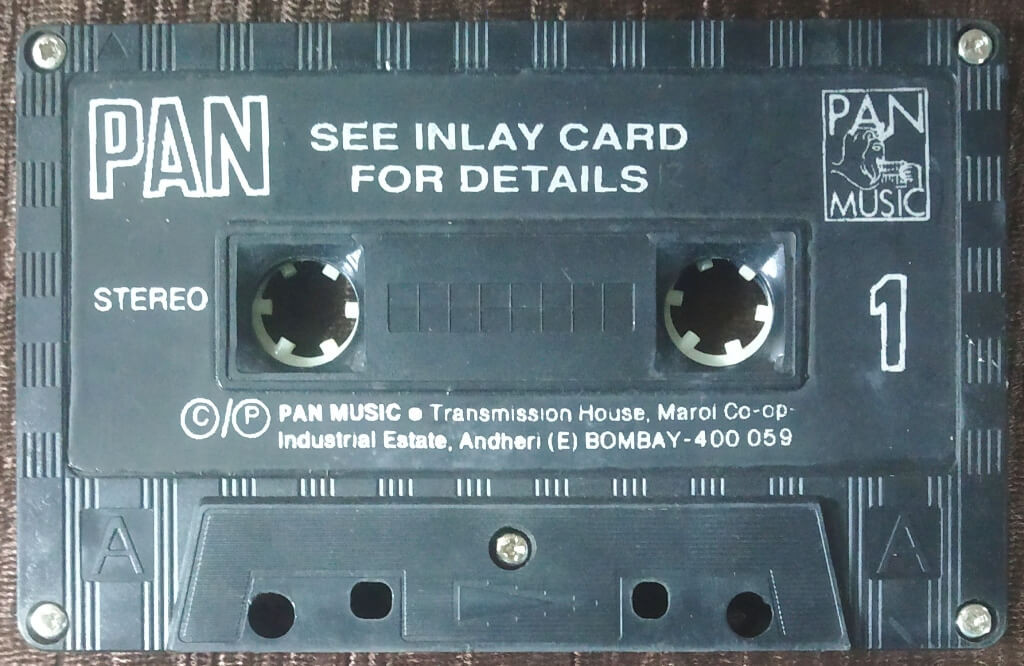 PAN
SEE INLAY CARD
FOR DETAILS
PAN
MUSIC
STEREO
1
©/℗ PAN MUSIC ● Transmission House, Marol Co-op-
Industrial Estate, Andheri (E) BOMBAY-400 059
A
A